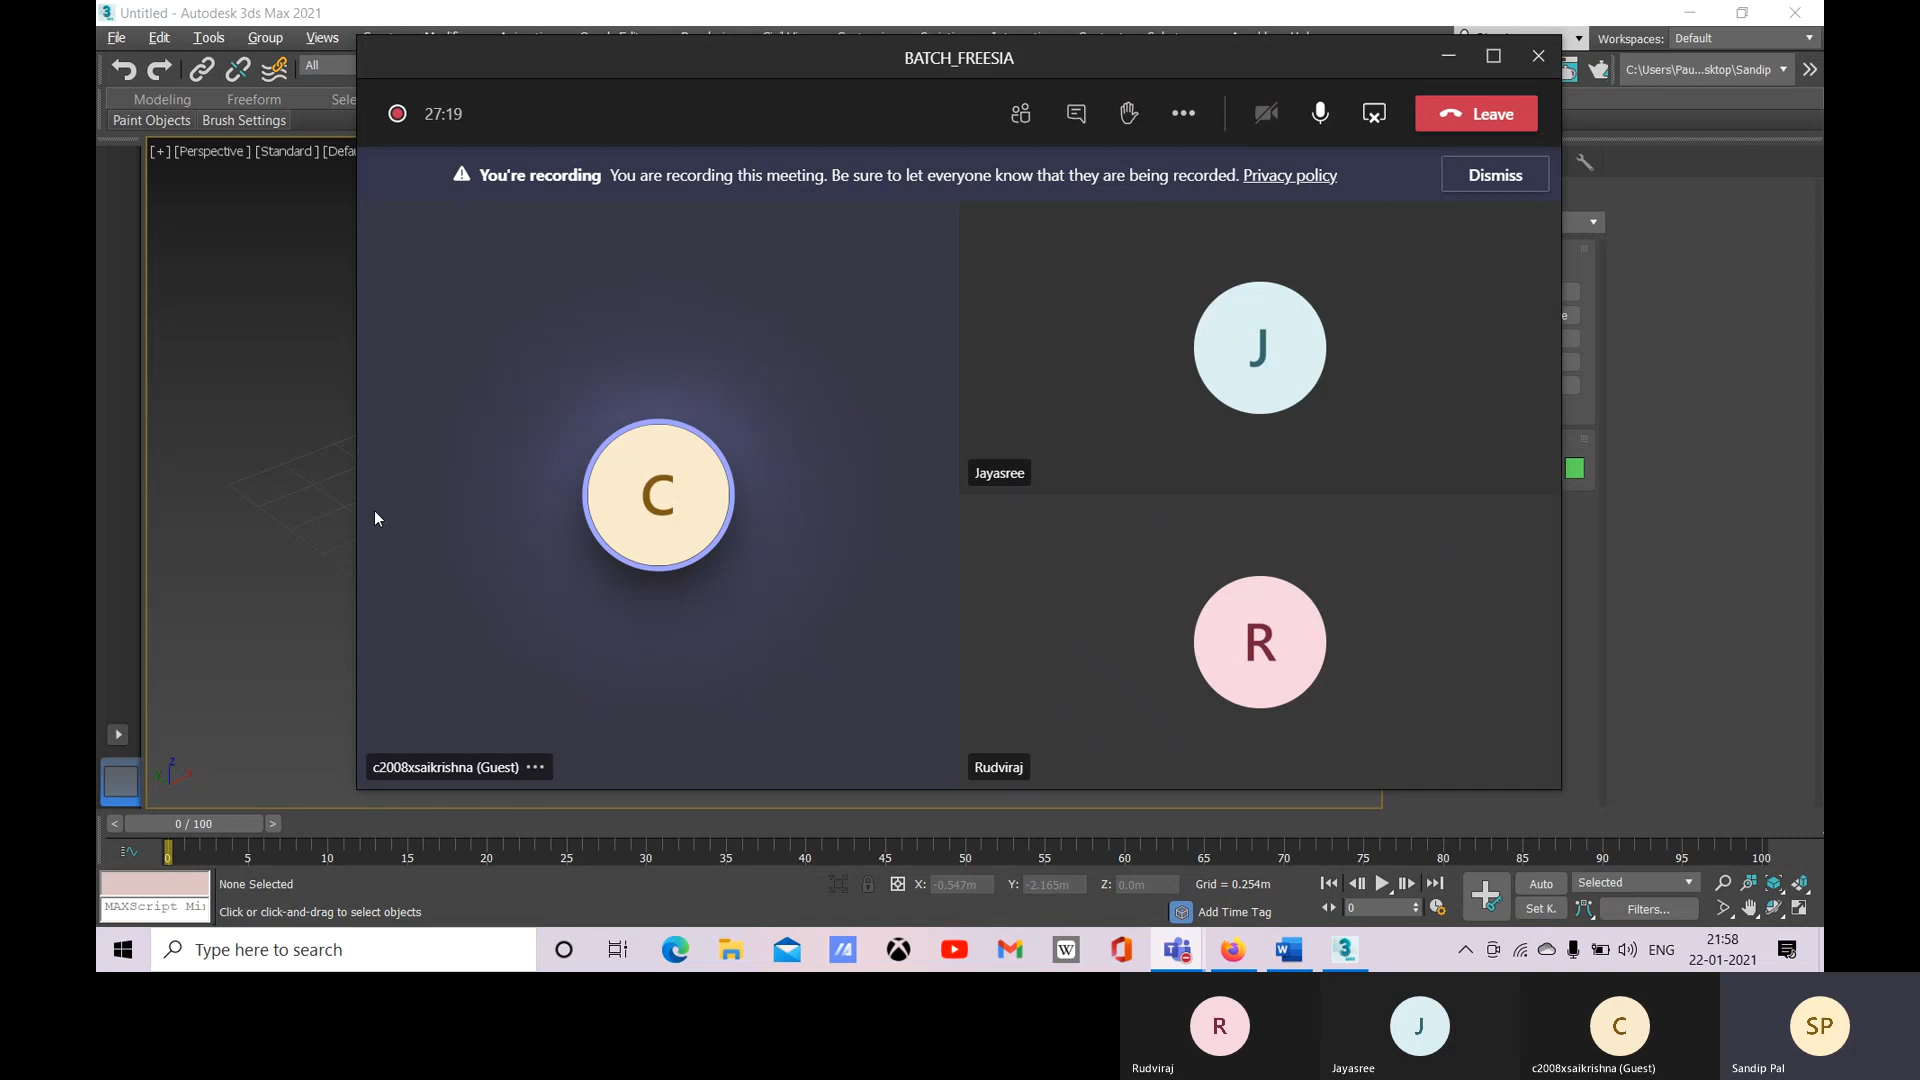 Untitled - Autodesk 3ds Max 2021
File Edit Tools Group Views
Workspaces: Default
BATCH_FREESIA
All
C:\Users\Pau...sktop\Sandip
Modeling Freeform Sele
27:19
Leave
Paint Objects Brush Settings
[+] [Perspective ] [Standard ] [Defau
You're recording You are recording this meeting. Be sure to let everyone know that they are being recorded. Privacy policy
Dismiss
C
J
Jayasree
R
c2008xsaikrishna (Guest)
Rudviraj
0 / 100
0 5 10 15 20 25 30 35 40 45 50 55 60 65 70 75 80 85 90 95 100
None Selected
X: -0.547m Y: -2.165m Z: 0.0m Grid = 0.254m
Auto Selected
MAXScript Mi
Click or click-and-drag to select objects
Add Time Tag
0
Set K. Filters...
Type here to search
ENG
21:58
22-01-2021
R J C SP
Rudviraj Jayasree c2008xsaikrishna (Guest) Sandip Pal